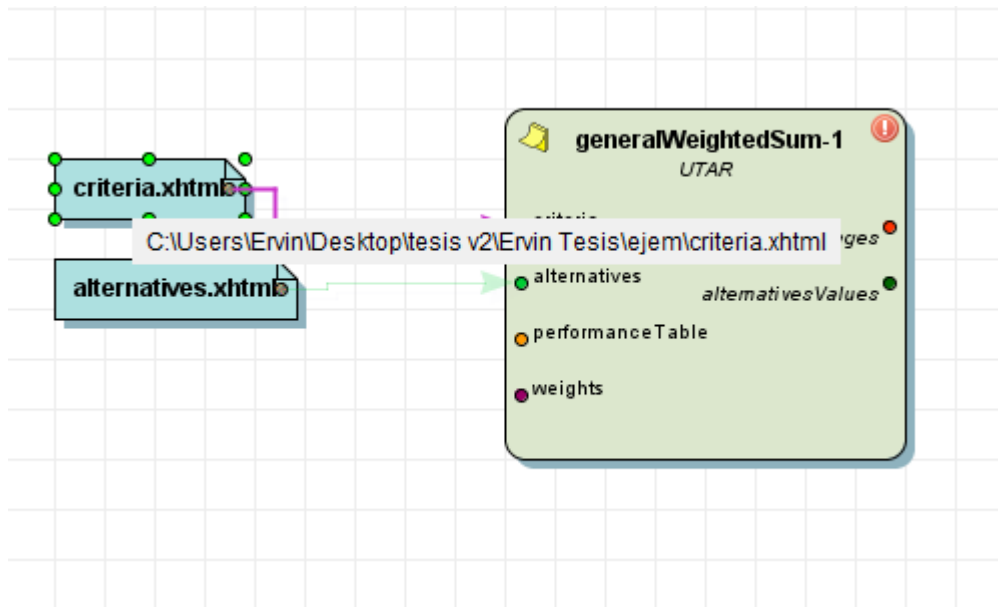 generalWeightedSum-1
UTAR
criteria.xhtml
C:\Users\Ervin\Desktop\tesis v2\Ervin Tesis\ejem\criteria.xhtml
ges
alternatives.xhtml
alternatives
alternativesValues
performanceTable
weights